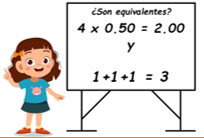 ¿Son equivalentes?
4 x 0.50 = 2.00
y
1+1+1 = 3